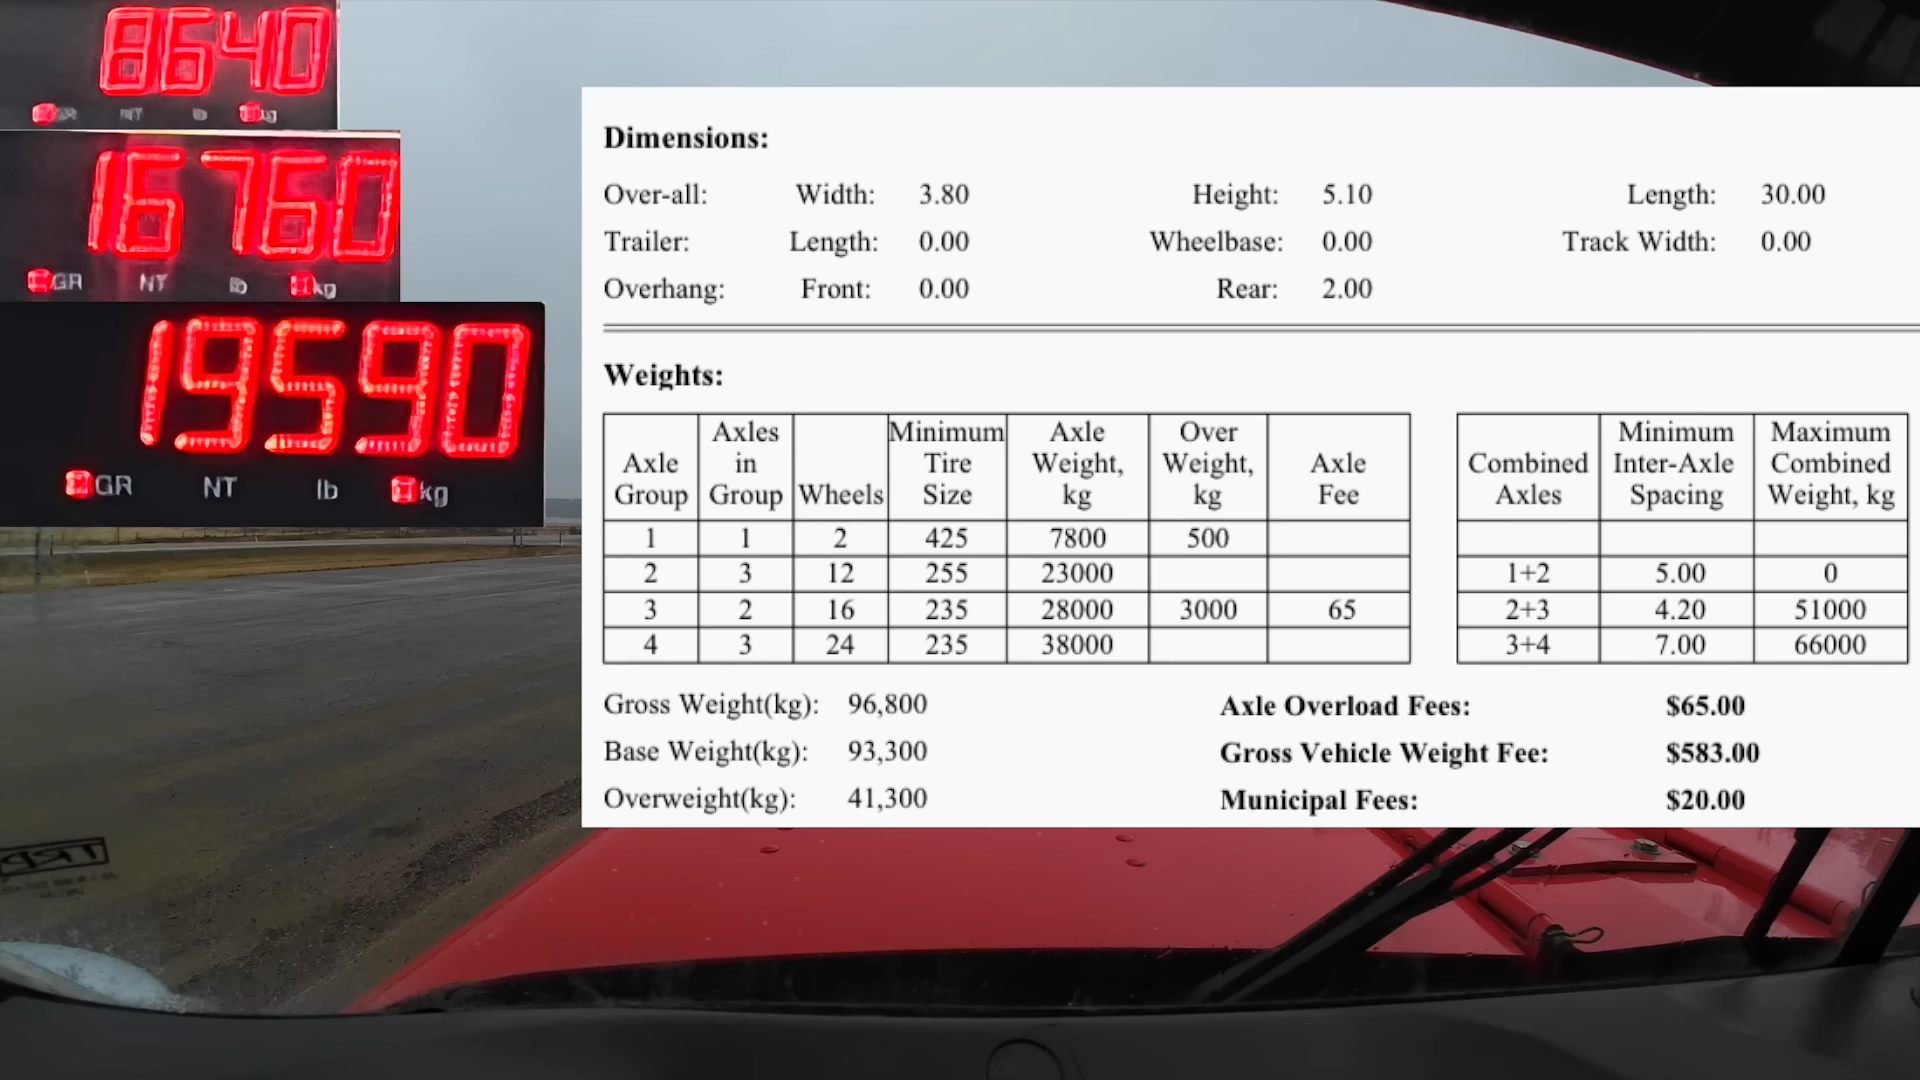 8640
GR NT lb kg
16760
GR NT lb kg
19590
GR NT lb kg
Dimensions:
Over-all: Width: 3.80 Height: 5.10 Length: 30.00
Trailer: Length: 0.00 Wheelbase: 0.00 Track Width: 0.00
Overhang: Front: 0.00 Rear: 2.00
Weights:
Axle Group Axles in Group Wheels Minimum Tire Size Axle Weight, kg Over Weight, kg Axle Fee
1 1 2 425 7800 500
2 3 12 255 23000
3 2 16 235 28000 3000 65
4 3 24 235 38000
Combined Axles Minimum Inter-Axle Spacing Maximum Combined Weight, kg
1+2 5.00 0
2+3 4.20 51000
3+4 7.00 66000
Gross Weight(kg): 96,800 Axle Overload Fees: $65.00
Base Weight(kg): 93,300 Gross Vehicle Weight Fee: $583.00
Overweight(kg): 41,300 Municipal Fees: $20.00